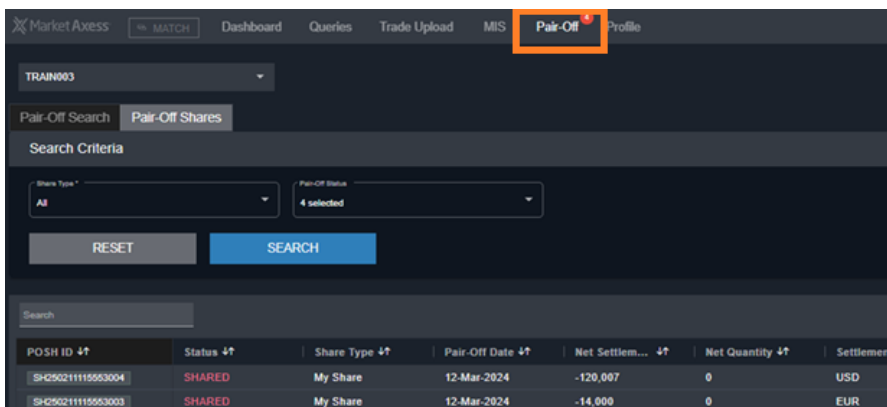 MarketAxess MATCH Dashboard Queries Trade Upload MIS Pair-Off 4 Profile
TRAIN003
Pair-Off Search Pair-Off Shares
Search Criteria
Share Type * Pair-Off Status
All 4 selected
RESET SEARCH
Search
POSH ID Status Share Type Pair-Off Date Net Settlem... Net Quantity Settlemen
SH250211115553004 SHARED My Share 12-Mar-2024 -120,007 0 USD
SH250211115553003 SHARED My Share 12-Mar-2024 -14,000 0 EUR